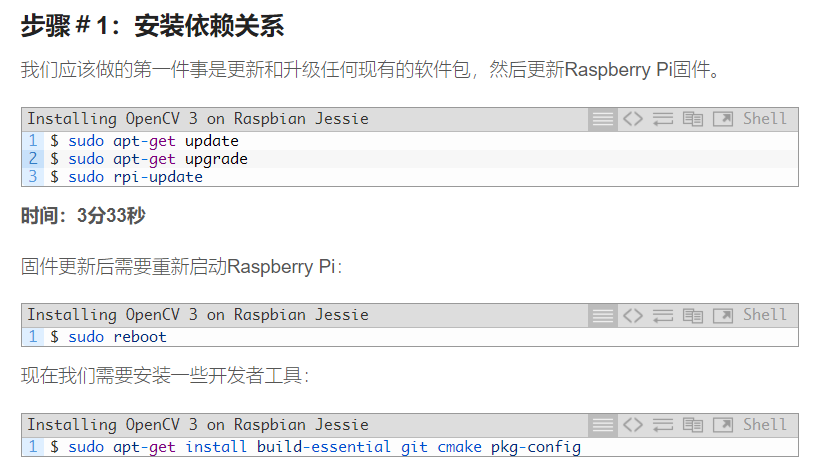 步骤＃1：安装依赖关系
我们应该做的第一件事是更新和升级任何现有的软件包，然后更新Raspberry Pi固件。
Installing OpenCV 3 on Raspbian Jessie Shell
1 $ sudo apt-get update
2 $ sudo apt-get upgrade
3 $ sudo rpi-update
时间：3分33秒
固件更新后需要重新启动Raspberry Pi：
Installing OpenCV 3 on Raspbian Jessie Shell
1 $ sudo reboot
现在我们需要安装一些开发者工具：
Installing OpenCV 3 on Raspbian Jessie Shell
1 $ sudo apt-get install build-essential git cmake pkg-config